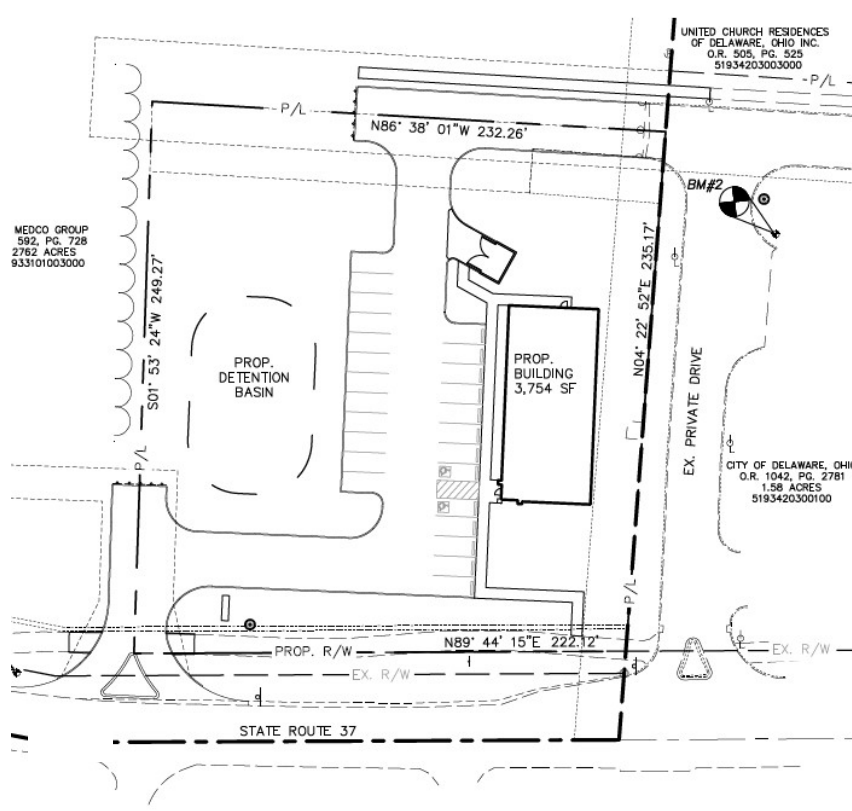 UNITED CHURCH RESIDENCES
OF DELAWARE, OHIO INC.
O.R. 505, PG. 525
51934203003000
P/L
P/L
N86° 38' 01"W 232.26'
BM#2
MEDCO GROUP
592, PG. 728
2762 ACRES
933101003000
S01° 53' 24"W 249.27'
N04° 22' 52"E 235.17'
PROP.
DETENTION
BASIN
PROP.
BUILDING
3,754 SF
EX. PRIVATE DRIVE
P/L
CITY OF DELAWARE, OHI
O.R. 1042, PG. 2781
1.58 ACRES
5193420300100
P/L
N89° 44' 15"E 222.12'
PROP. R/W
EX. R/W
EX. R/W
STATE ROUTE 37